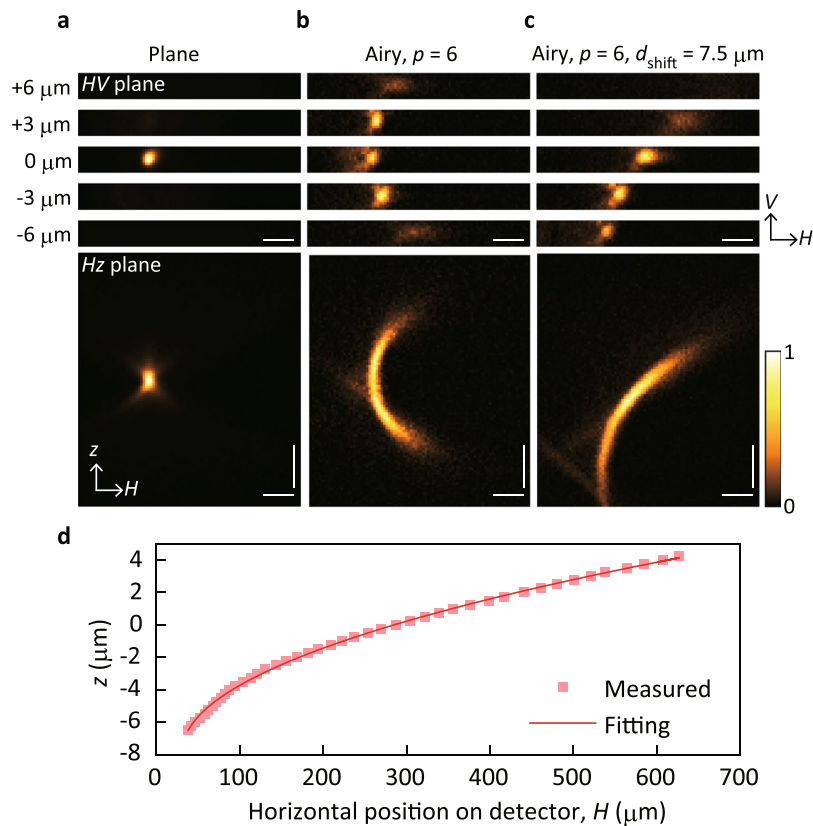 a
b
c
Plane
Airy, p = 6
Airy, p = 6, d_shift = 7.5 μm
+6 μm
HV plane
+3 μm
0 μm
-3 μm
-6 μm
V
H
Hz plane
z
H
1
0
d
4
2
0
-2
-4
-6
-8
z (μm)
Measured
Fitting
0 100 200 300 400 500 600 700
Horizontal position on detector, H (μm)